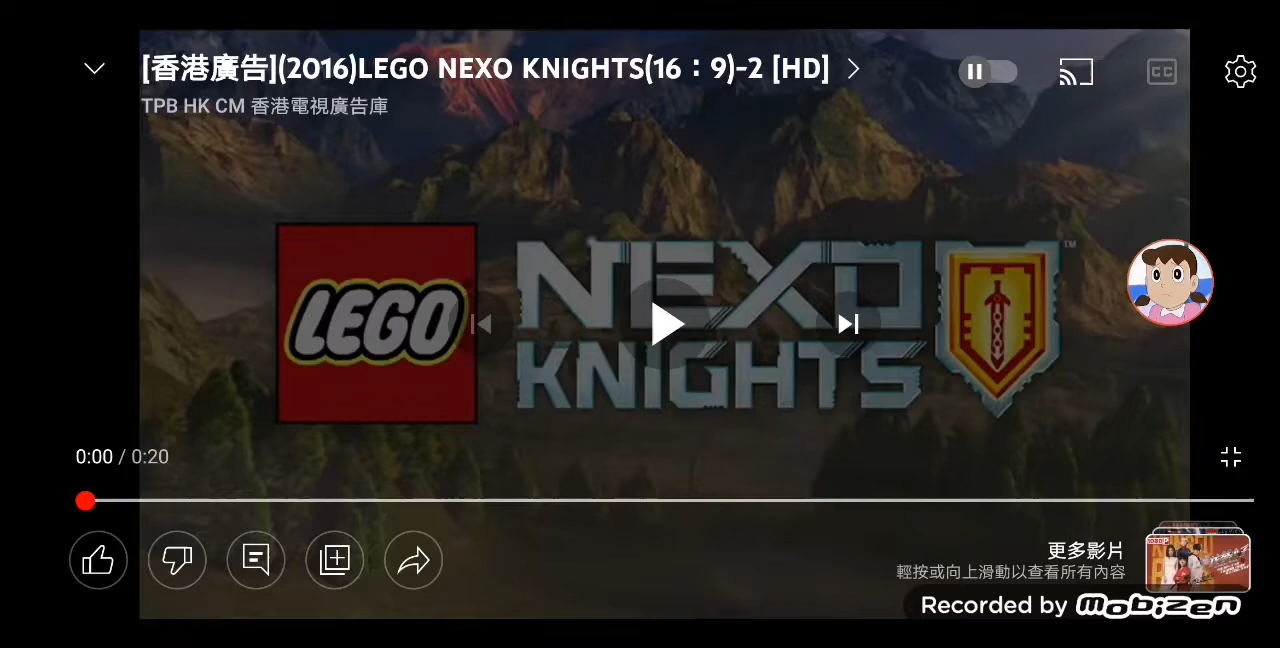 [香港廣告](2016)LEGO NEXO KNIGHTS(16：9)-2 [HD]
TPB HK CM 香港電視廣告庫
CC
LEGO
NEXO
KNIGHTS
TM
0:00 / 0:20
更多影片
輕按或向上滑動以查看所有內容
Recorded by mobizen